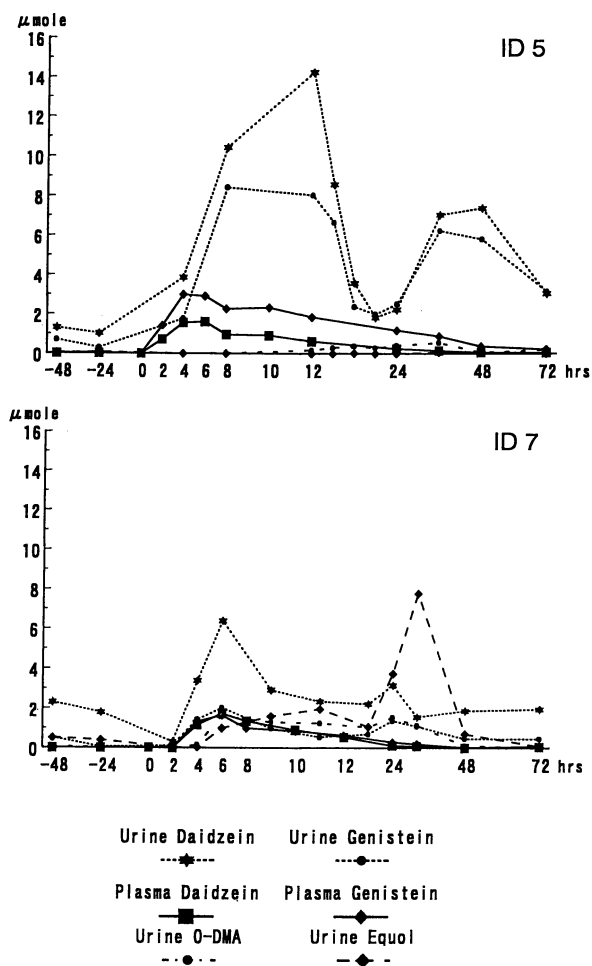 μmole
ID 5
16
14
12
10
8
6
4
2
0
-48 -24 0 2 4 6 8 10 12 24 48 72 hrs
μmole
ID 7
16
14
12
10
8
6
4
2
0
-48 -24 0 2 4 6 8 10 12 24 48 72 hrs
Urine Daidzein Urine Genistein
Plasma Daidzein Plasma Genistein
Urine O-DMA Urine Equol